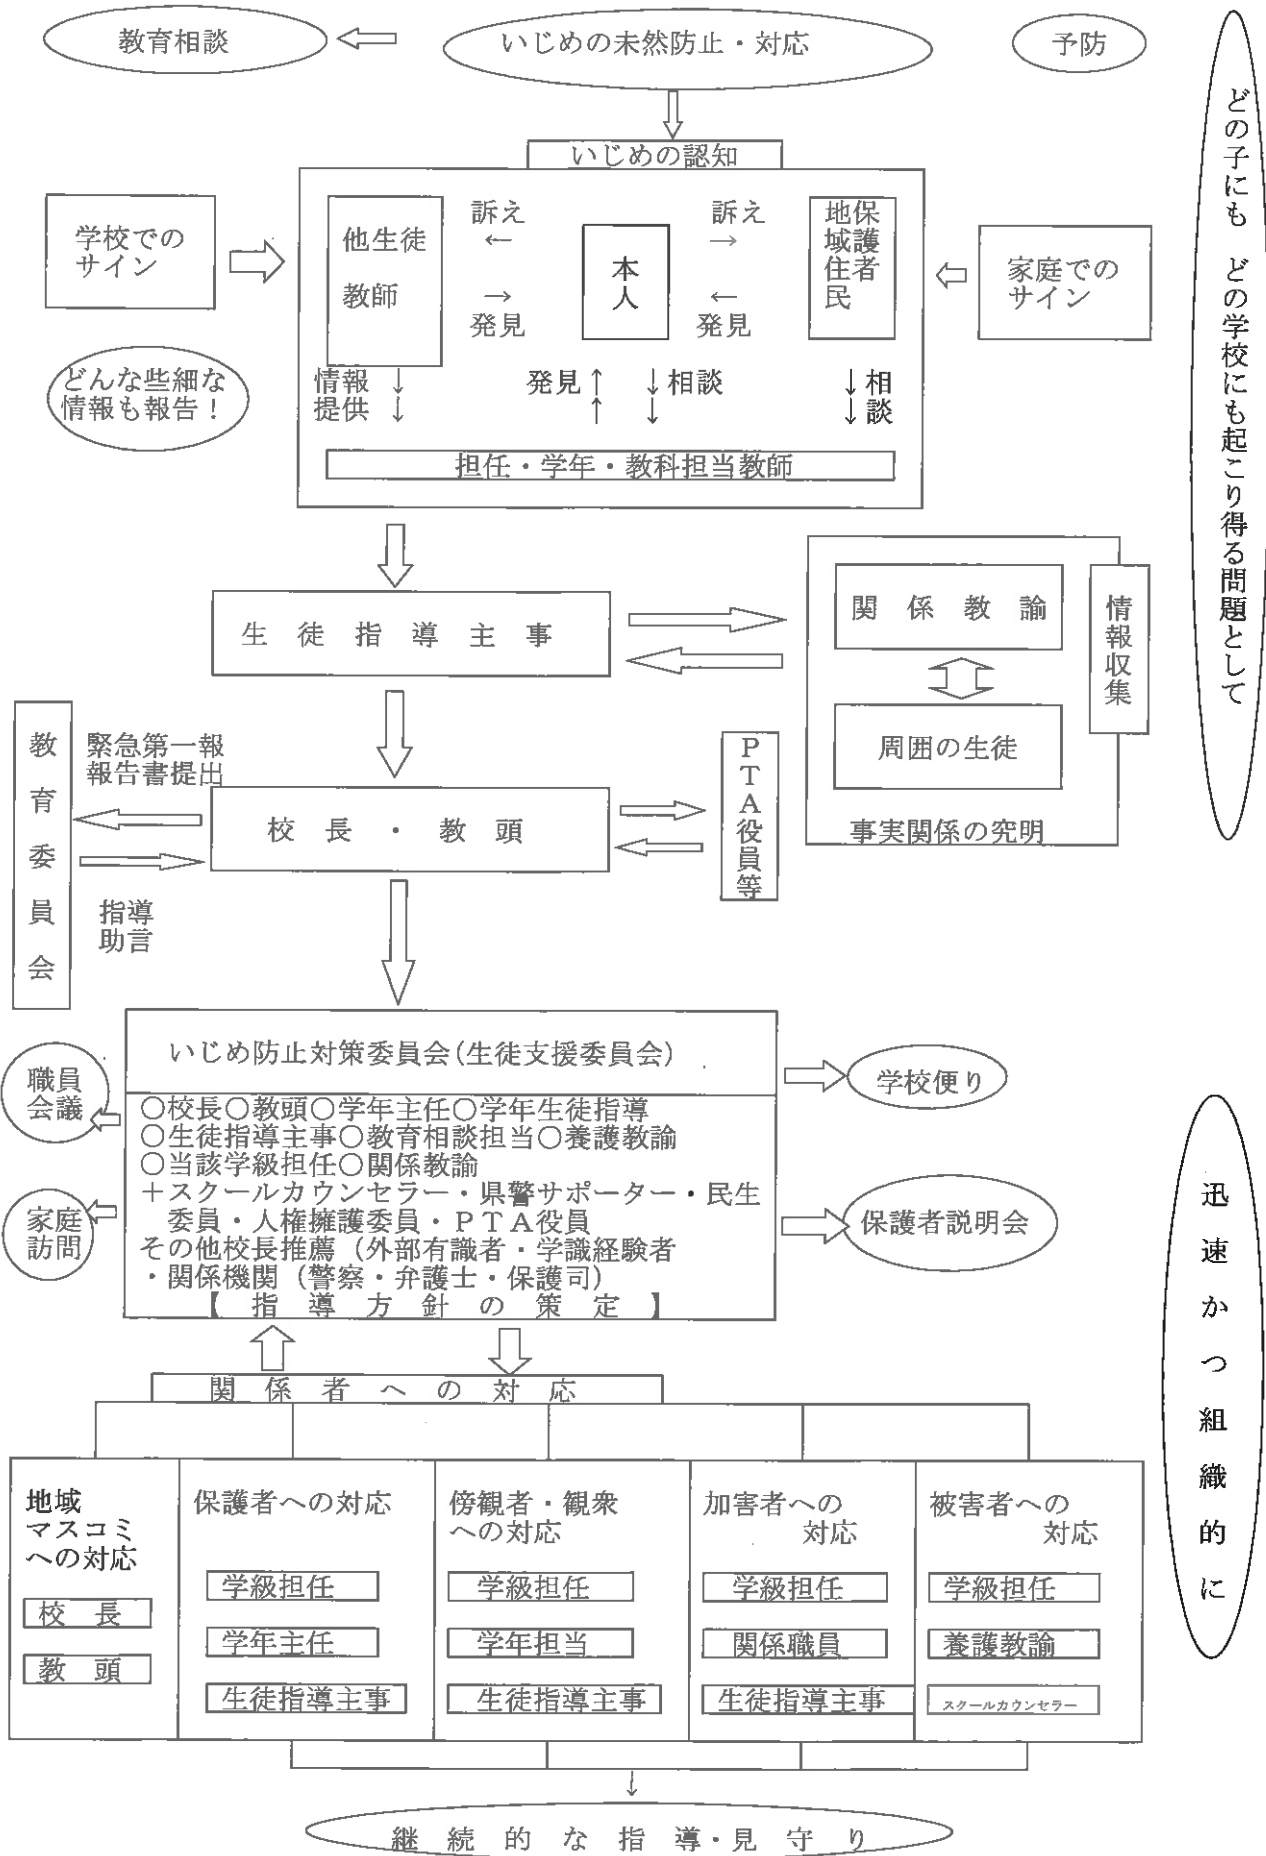 教育相談
いじめの未然防止・対応
予防
どの子にも どの学校にも起こり得る問題として
いじめの認知
学校での
サイン
他生徒
教師
訴え
←
→
発見
本人
訴え
→
←
発見
保護者
地域住民
家庭での
サイン
どんな些細な
情報も報告！
情報 ↓
提供 ↓
発見↑ ↓相談
↑ ↓
↓相
↓談
担任・学年・教科担当教師
生徒指導主事
関係教諭
周囲の生徒
情報収集
事実関係の究明
教育委員会
緊急第一報
報告書提出
指導
助言
校長・教頭
PTA役員等
いじめ防止対策委員会(生徒支援委員会)
○校長○教頭○学年主任○学年生徒指導
○生徒指導主事○教育相談担当○養護教諭
○当該学級担任○関係教諭
＋スクールカウンセラー・県警サポーター・民生
委員・人権擁護委員・ＰＴＡ役員
その他校長推薦（外部有識者・学識経験者
・関係機関（警察・弁護士・保護司）
【 指 導 方 針 の 策 定 】
職員
会議
家庭
訪問
学校便り
保護者説明会
迅速かつ組織的に
関係者への対応
地域
マスコミ
への対応
校長
教頭
保護者への対応
学級担任
学年主任
生徒指導主事
傍観者・観衆
への対応
学級担任
学年担当
生徒指導主事
加害者への
対応
学級担任
関係職員
生徒指導主事
被害者への
対応
学級担任
養護教諭
スクールカウンセラー
↓
継続的な指導・見守り